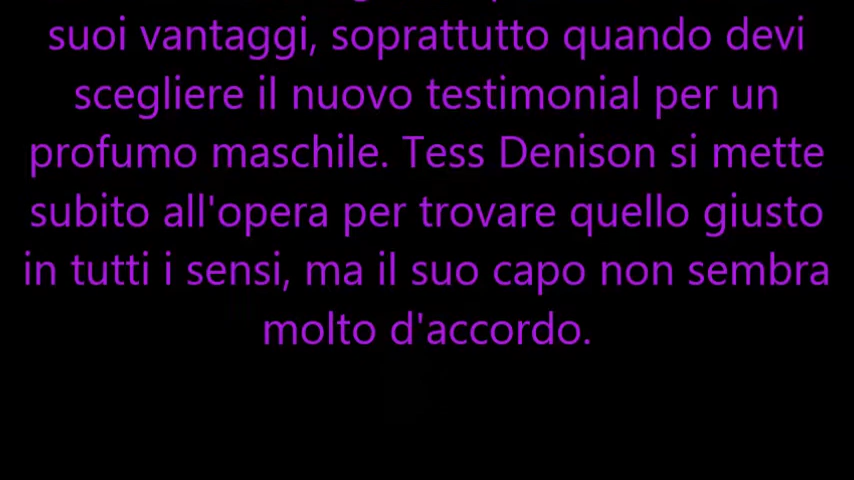 suoi vantaggi, soprattutto quando devi
scegliere il nuovo testimonial per un
profumo maschile. Tess Denison si mette
subito all'opera per trovare quello giusto
in tutti i sensi, ma il suo capo non sembra
molto d'accordo.